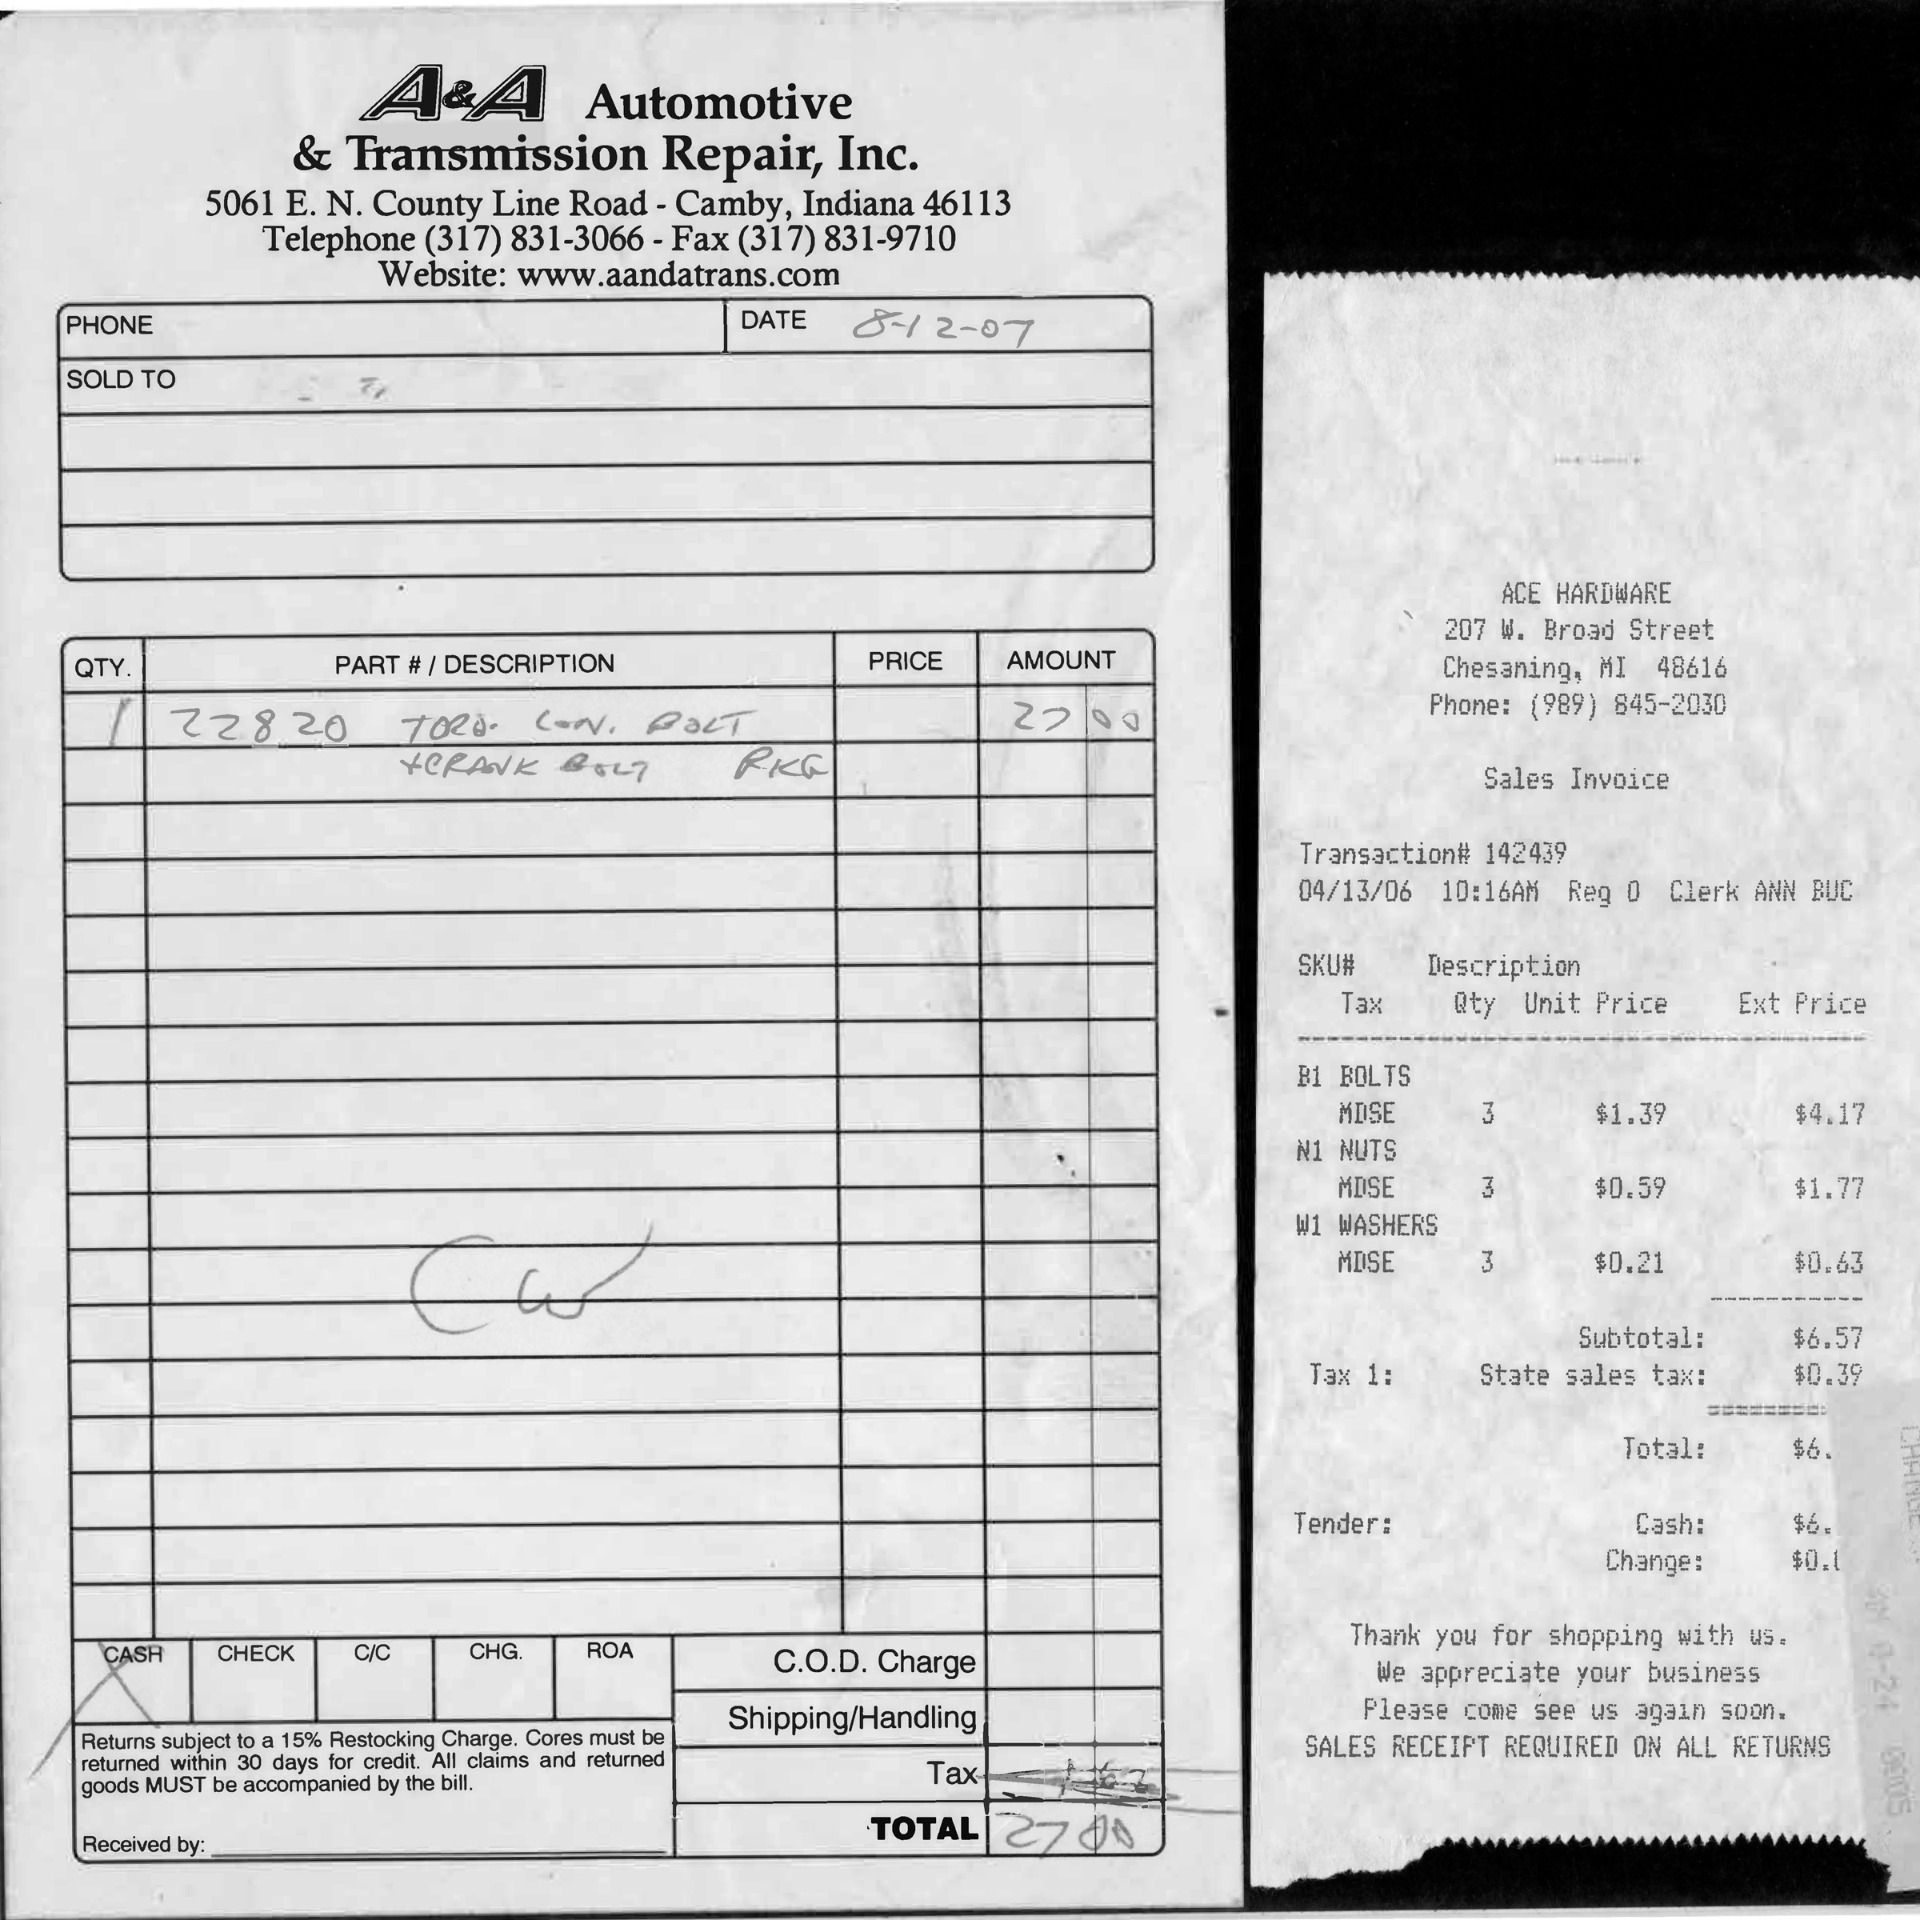 A&A Automotive
& Transmission Repair, Inc.
5061 E. N. County Line Road - Camby, Indiana 46113
Telephone (317) 831-3066 - Fax (317) 831-9710
Website: www.aandatrans.com
PHONE DATE 8-12-07
SOLD TO
QTY. PART # / DESCRIPTION PRICE AMOUNT
1 22820 TORQ. CON. BOLT 27 00
+CRANK BOLT PKG
CW
CASH CHECK C/C CHG. ROA
C.O.D. Charge
Shipping/Handling
Returns subject to a 15% Restocking Charge. Cores must be
returned within 30 days for credit. All claims and returned
goods MUST be accompanied by the bill.
Tax
TOTAL 27 00
Received by:
ACE HARDWARE
207 W. Broad Street
Chesaning, MI 48616
Phone: (989) 845-2030
Sales Invoice
Transaction# 142439
04/13/06 10:16AM Reg 0 Clerk ANN BUC
SKU# Description
Tax Qty Unit Price Ext Price
B1 BOLTS
MDSE 3 $1.39 $4.17
N1 NUTS
MDSE 3 $0.59 $1.77
W1 WASHERS
MDSE 3 $0.21 $0.63
Subtotal: $6.57
Tax 1: State sales tax: $0.39
Total: $6.
Tender: Cash: $6.
Change: $0.
Thank you for shopping with us.
We appreciate your business
Please come see us again soon.
SALES RECEIPT REQUIRED ON ALL RETURNS